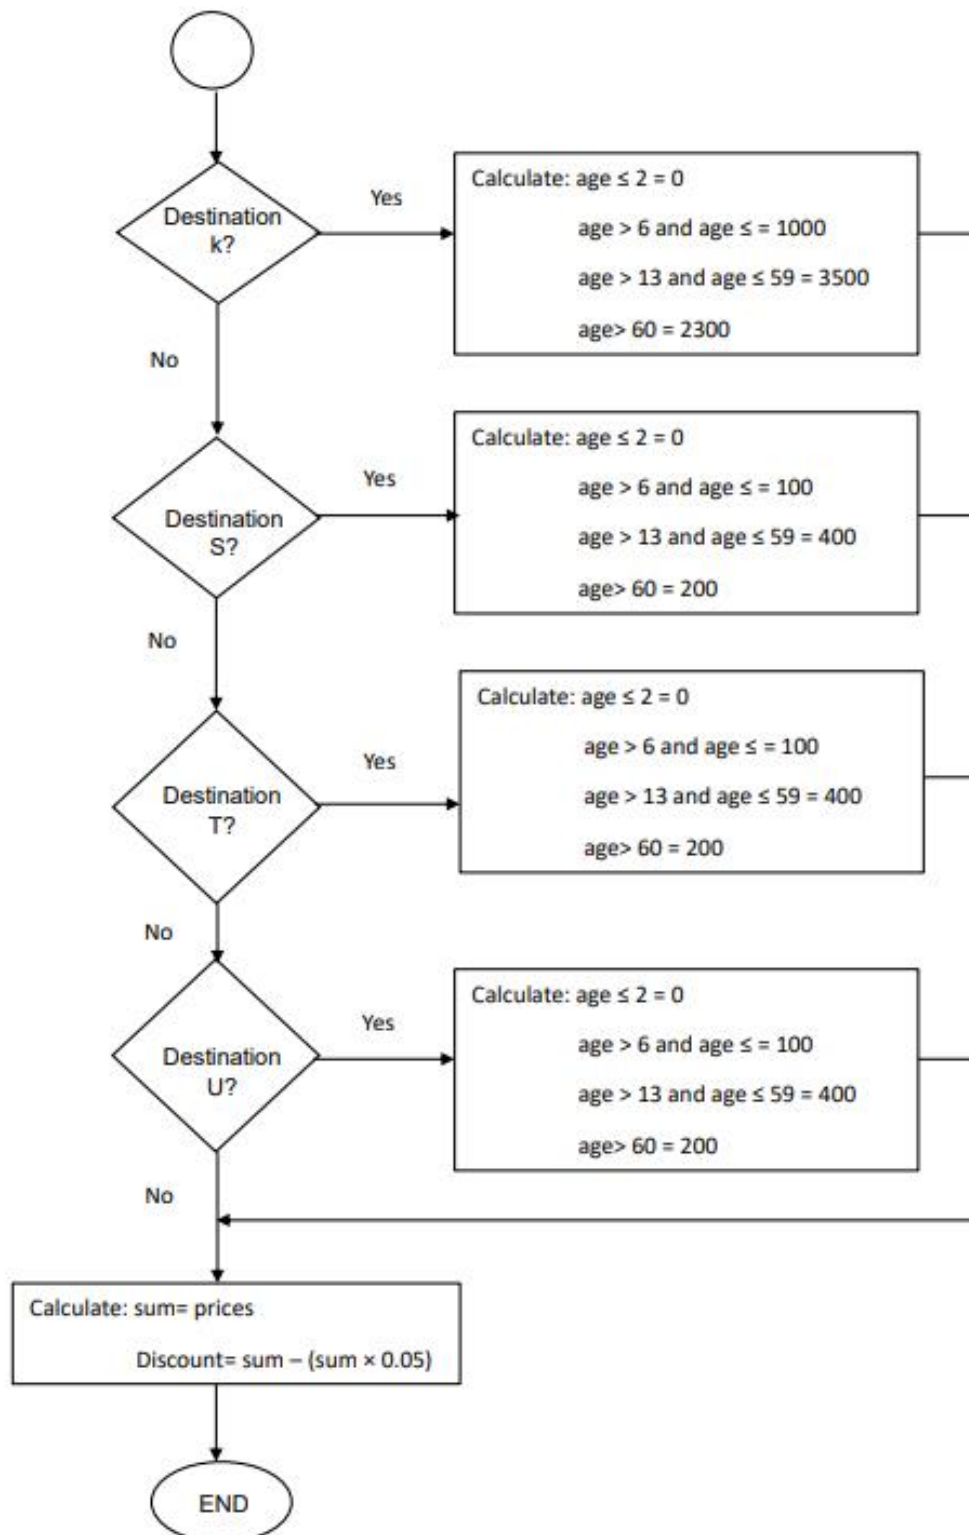 Destination
k?
Yes
Calculate: age ≤ 2 = 0
age > 6 and age ≤ = 1000
age > 13 and age ≤ 59 = 3500
age> 60 = 2300
No
Destination
S?
Yes
Calculate: age ≤ 2 = 0
age > 6 and age ≤ = 100
age > 13 and age ≤ 59 = 400
age> 60 = 200
No
Destination
T?
Yes
Calculate: age ≤ 2 = 0
age > 6 and age ≤ = 100
age > 13 and age ≤ 59 = 400
age> 60 = 200
No
Destination
U?
Yes
Calculate: age ≤ 2 = 0
age > 6 and age ≤ = 100
age > 13 and age ≤ 59 = 400
age> 60 = 200
No
Calculate: sum= prices
Discount= sum – (sum × 0.05)
END